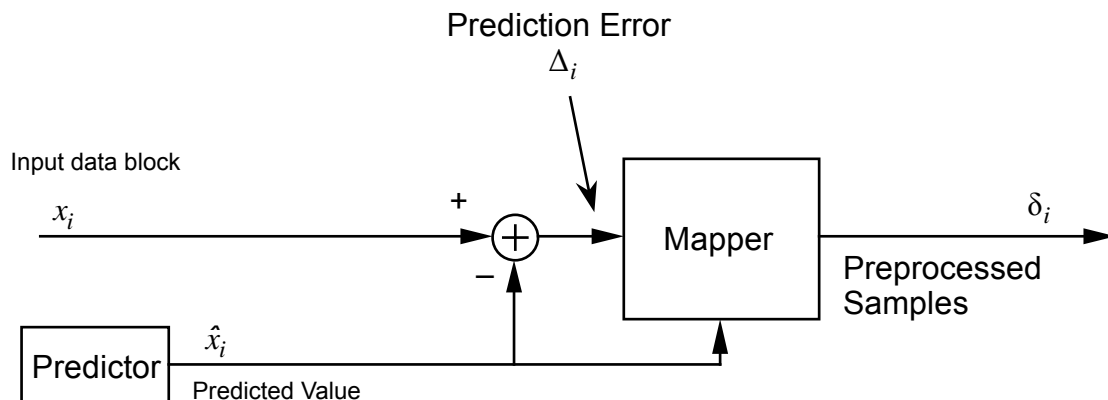 Prediction Error
Δᵢ
Input data block
xᵢ
+
+
−
Mapper
δᵢ
Preprocessed
Samples
Predictor
x̂ᵢ
Predicted Value